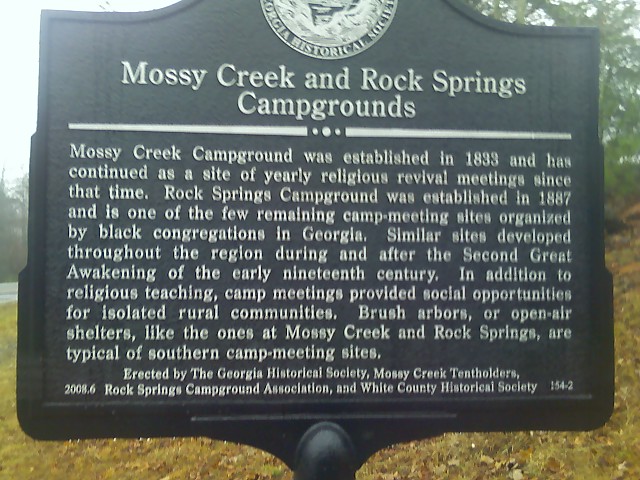 GEORGIA HISTORICAL SOCIETY
Mossy Creek and Rock Springs
Campgrounds
Mossy Creek Campground was established in 1833 and has
continued as a site of yearly religious revival meetings since
that time. Rock Springs Campground was established in 1887
and is one of the few remaining camp-meeting sites organized
by black congregations in Georgia. Similar sites developed
throughout the region during and after the Second Great
Awakening of the early nineteenth century. In addition to
religious teaching, camp meetings provided social opportunities
for isolated rural communities. Brush arbors, or open-air
shelters, like the ones at Mossy Creek and Rock Springs, are
typical of southern camp-meeting sites.
Erected by The Georgia Historical Society, Mossy Creek Tentholders,
2008.6 Rock Springs Campground Association, and White County Historical Society 154-2